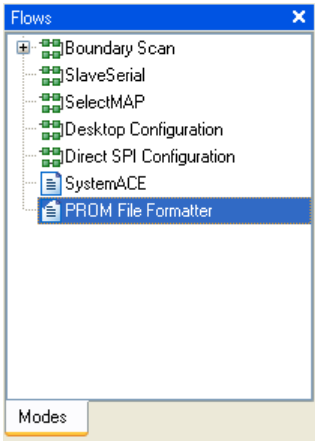 Flows
Boundary Scan
SlaveSerial
SelectMAP
Desktop Configuration
Direct SPI Configuration
SystemACE
PROM File Formatter
Modes